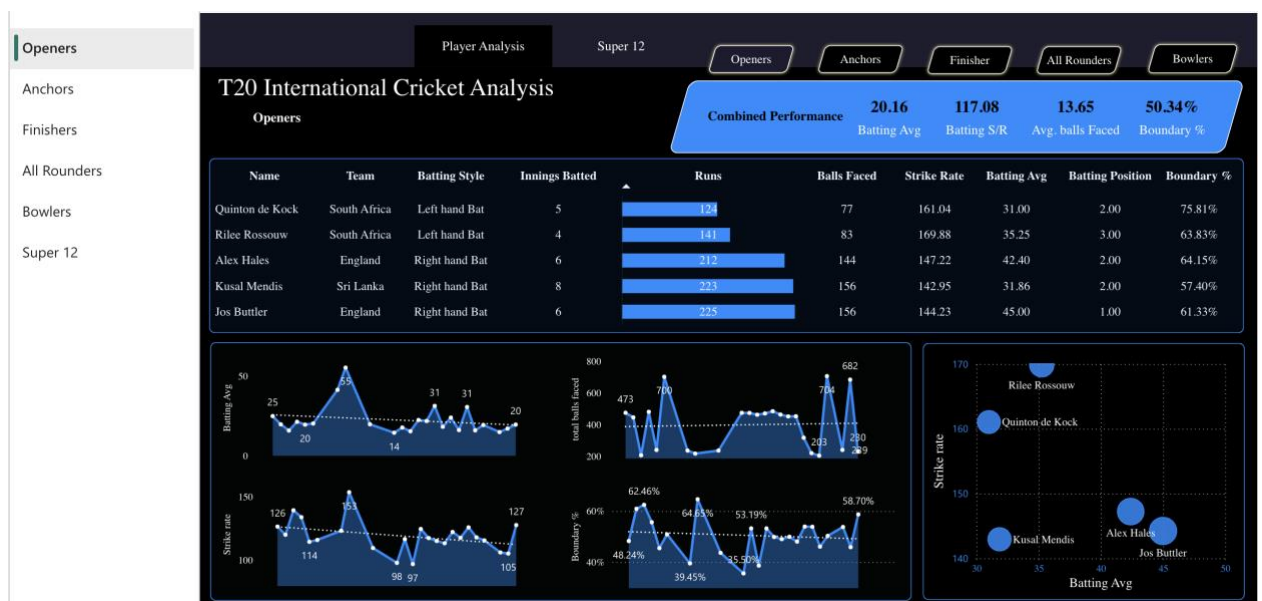 Openers
Anchors
Finishers
All Rounders
Bowlers
Super 12
Player Analysis
Super 12
Openers
Anchors
Finisher
All Rounders
Bowlers
T20 International Cricket Analysis
Openers
Combined Performance
20.16
Batting Avg
117.08
Batting S/R
13.65
Avg. balls Faced
50.34%
Boundary %
Name Team Batting Style Innings Batted Runs Balls Faced Strike Rate Batting Avg Batting Position Boundary %
Quinton de Kock South Africa Left hand Bat 5 124 77 161.04 31.00 2.00 75.81%
Rilee Rossouw South Africa Left hand Bat 4 141 83 169.88 35.25 3.00 63.83%
Alex Hales England Right hand Bat 6 212 144 147.22 42.40 2.00 64.15%
Kusal Mendis Sri Lanka Right hand Bat 8 223 156 142.95 31.86 2.00 57.40%
Jos Buttler England Right hand Bat 6 225 156 144.23 45.00 1.00 61.33%
Batting Avg
50
0
25
20
55
14
31
31
20
total balls faced
800
600
400
200
473
700
704
203
682
230
239
Strike rate
150
100
126
114
153
98
97
105
127
Boundary %
60%
40%
48.24%
62.46%
39.45%
64.65%
35.50%
53.19%
58.70%
Strike rate
170
160
150
140
30
35
40
45
50
Batting Avg
Rilee Rossouw
Quinton de Kock
Kusal Mendis
Alex Hales
Jos Buttler